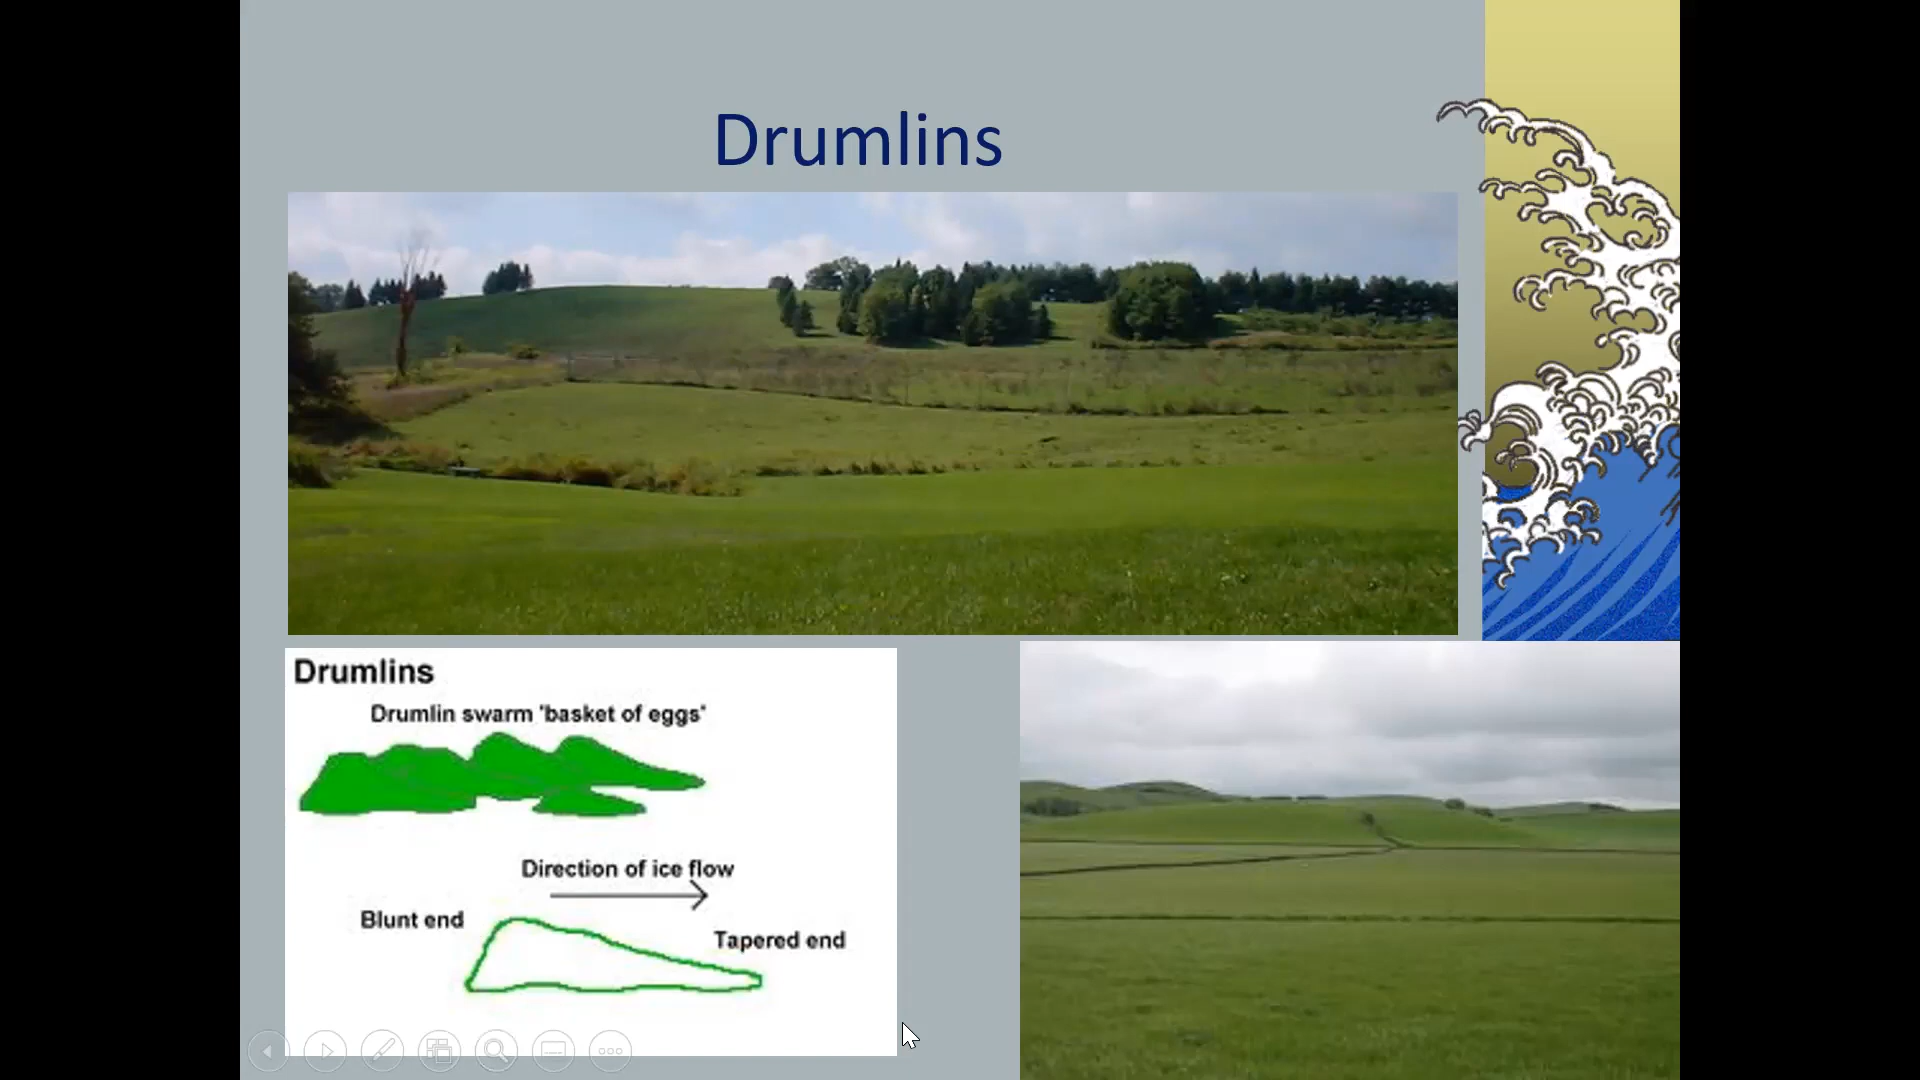 Drumlins
Drumlins
Drumlin swarm 'basket of eggs'
Direction of ice flow
Blunt end
Tapered end